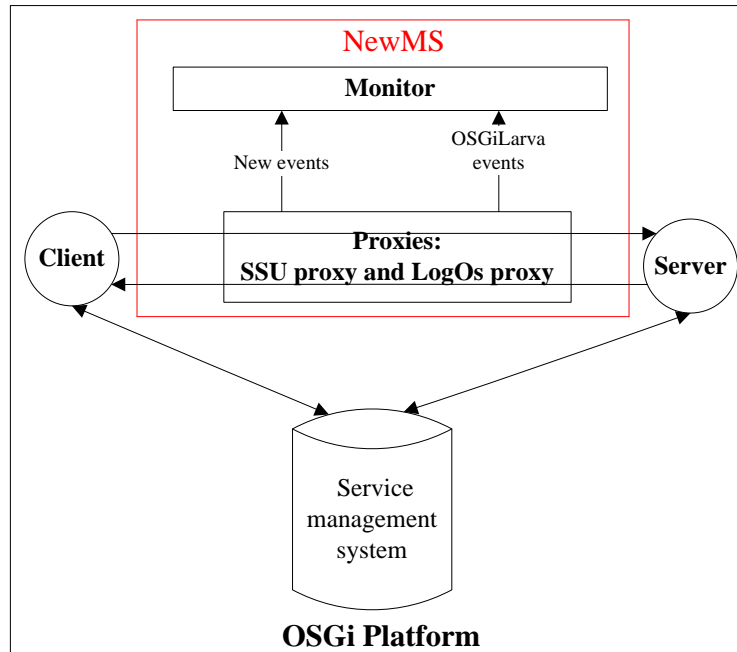 NewMS
Monitor
New events
OSGiLarva
events
Client
Proxies:
SSU proxy and LogOs proxy
Server
Service
management
system
OSGi Platform